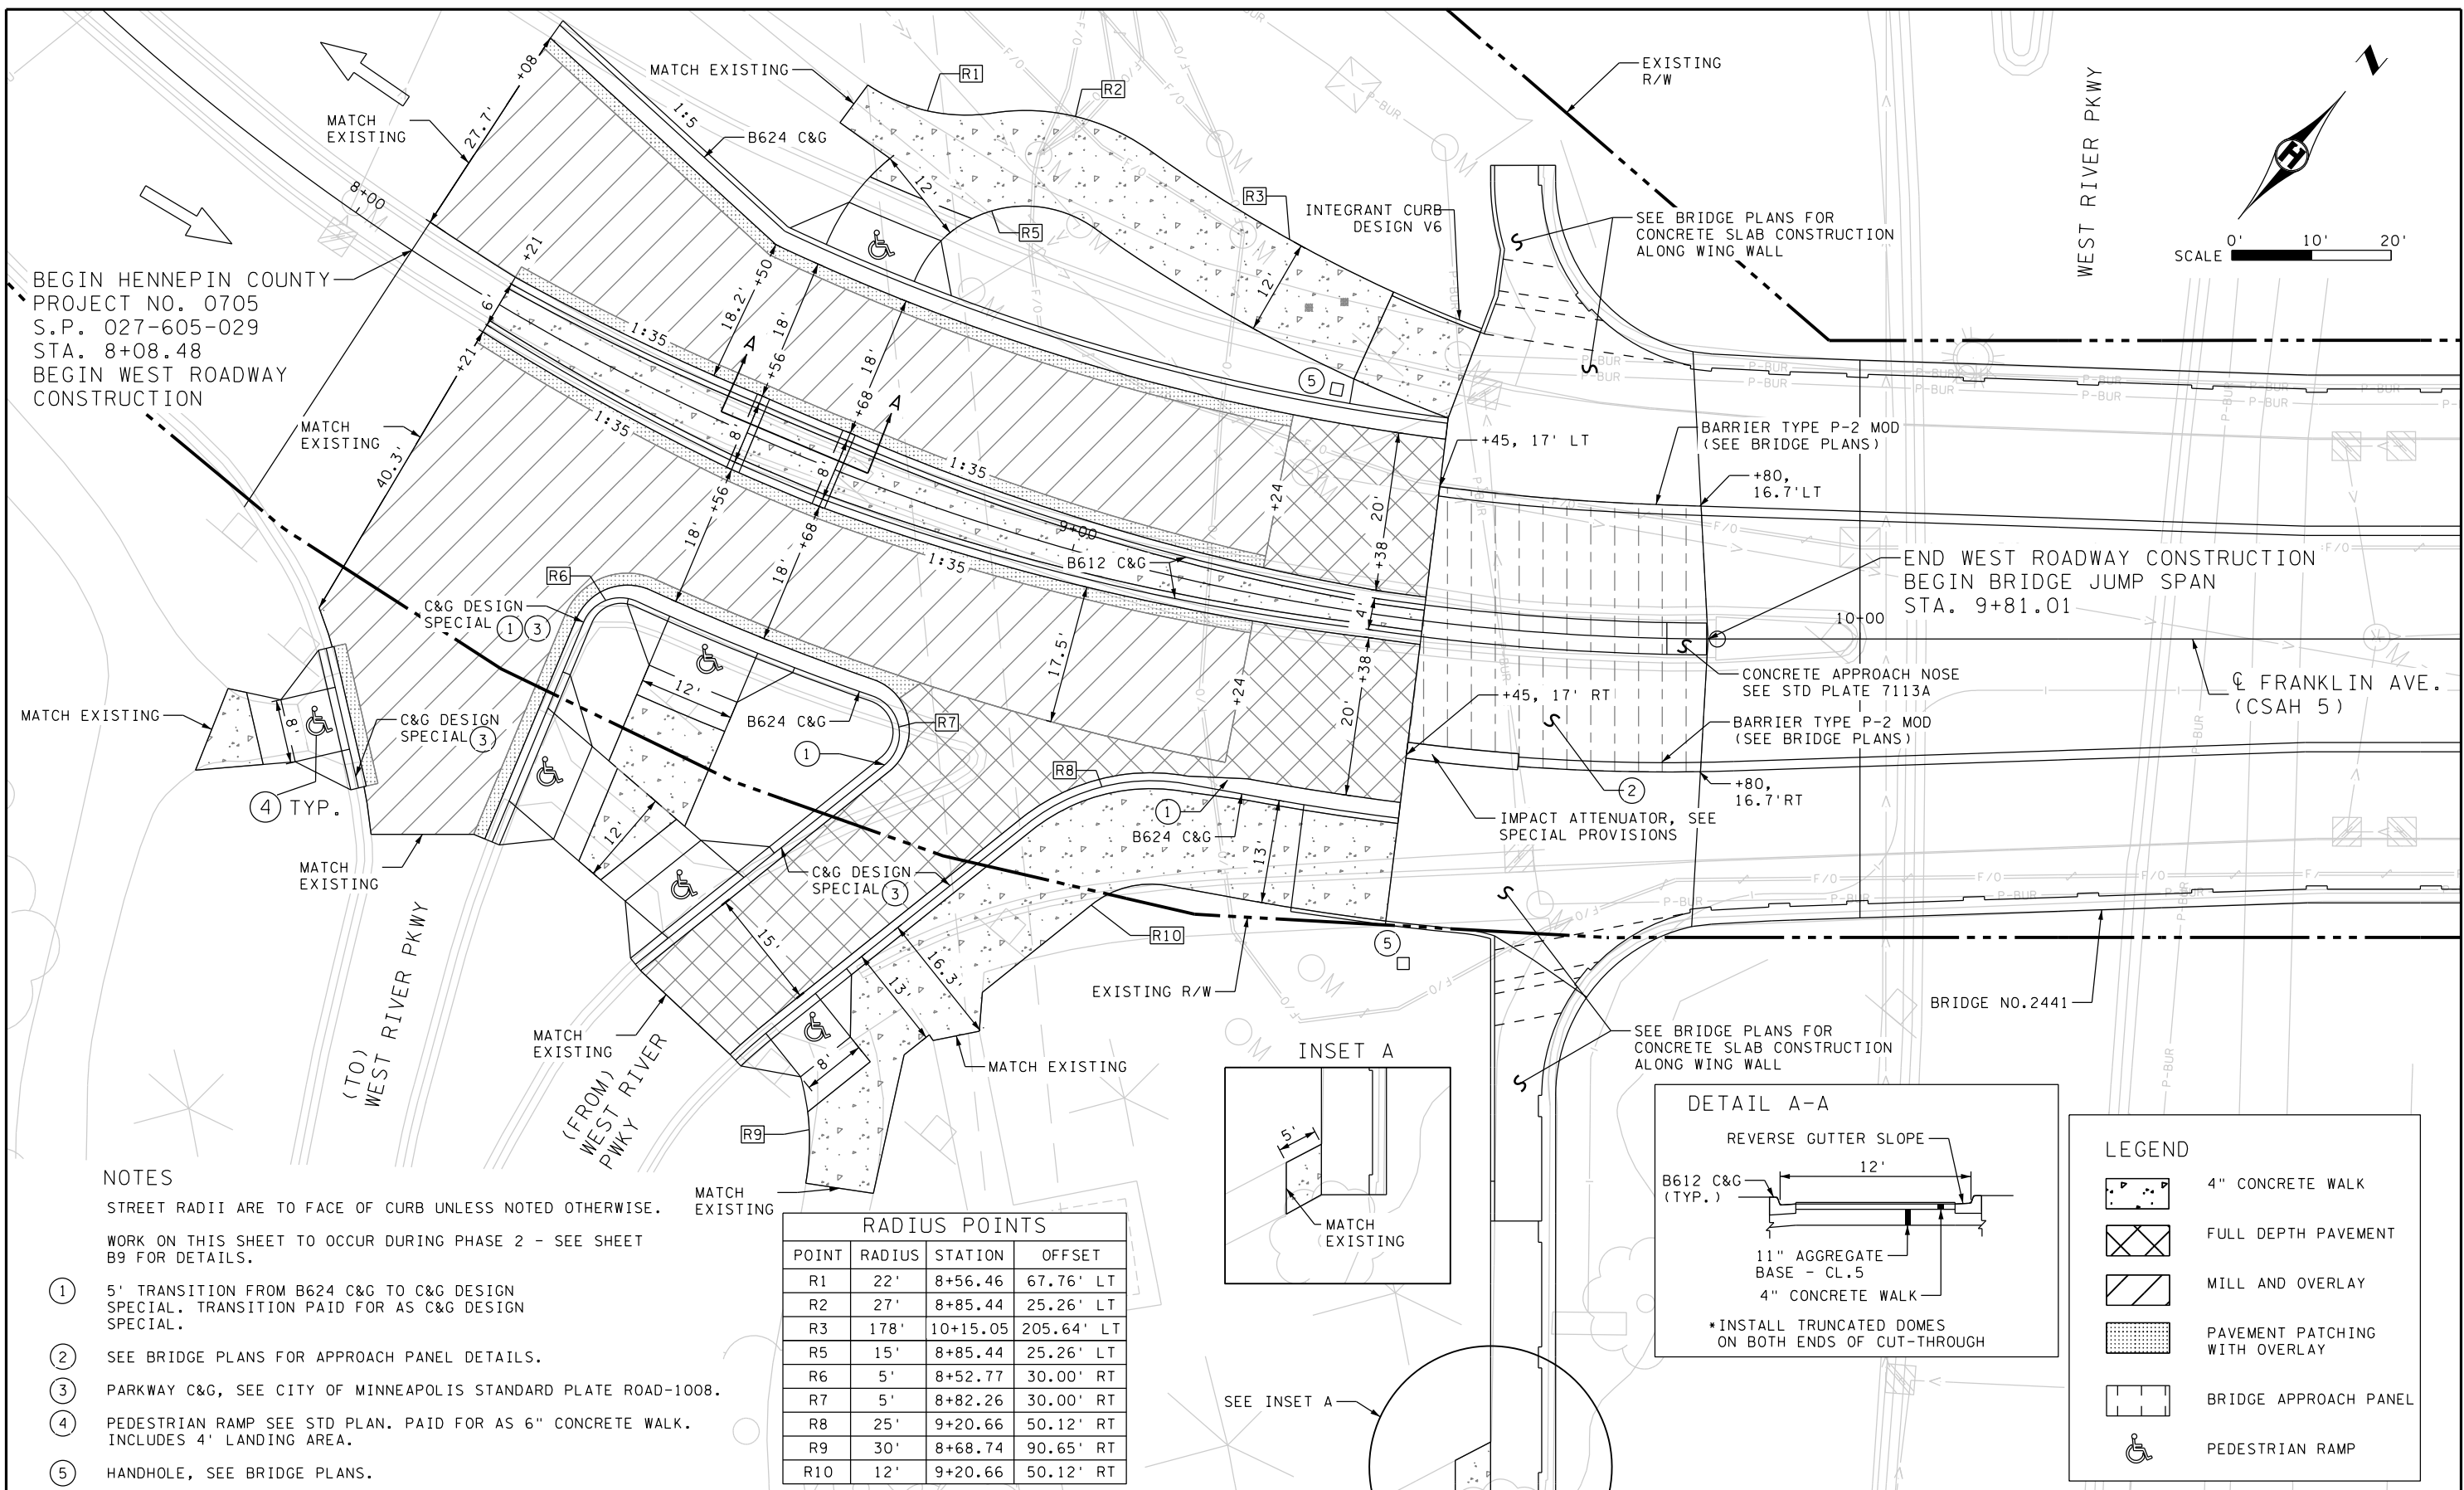 +08
27.7'
MATCH
EXISTING
8+00
BEGIN HENNEPIN COUNTY
PROJECT NO. 0705
S.P. 027-605-029
STA. 8+08.48
BEGIN WEST ROADWAY
CONSTRUCTION
+21
6'
+21
MATCH
EXISTING
40.3'
1:5
B624 C&G
MATCH EXISTING
R1
R2
12'
R5
R3
12'
INTEGRANT CURB
DESIGN V6
5
EXISTING
R/W
SEE BRIDGE PLANS FOR
CONCRETE SLAB CONSTRUCTION
ALONG WING WALL
WEST RIVER PKWY
SCALE
0'
10'
20'
1:35
18.2'
+50
A
+56
18'
+68
18'
A
8'
8'
1:35
1:35
+56
18'
+68
18'
9+00
B612 C&G
1:35
+24
20'
+38
4'
+24
20'
+38
17.5'
+45, 17' LT
BARRIER TYPE P-2 MOD
(SEE BRIDGE PLANS)
+80,
16.7'LT
END WEST ROADWAY CONSTRUCTION
BEGIN BRIDGE JUMP SPAN
STA. 9+81.01
10+00
CONCRETE APPROACH NOSE
SEE STD PLATE 7113A
℄ FRANKLIN AVE.
(CSAH 5)
+45, 17' RT
BARRIER TYPE P-2 MOD
(SEE BRIDGE PLANS)
2
+80,
16.7'RT
IMPACT ATTENUATOR, SEE
SPECIAL PROVISIONS
R6
C&G DESIGN
SPECIAL 1 3
12'
B624 C&G
1
R7
MATCH EXISTING
8'
C&G DESIGN
SPECIAL 3
4 TYP.
MATCH
EXISTING
12'
C&G DESIGN
SPECIAL 3
R8
1
B624 C&G
13'
15'
13'
16.3'
R10
5
EXISTING R/W
MATCH EXISTING
8'
R9
MATCH
EXISTING
MATCH
EXISTING
(TO)
WEST RIVER PKWY
(FROM)
WEST RIVER
PWKY
BRIDGE NO.2441
SEE BRIDGE PLANS FOR
CONCRETE SLAB CONSTRUCTION
ALONG WING WALL
P-BUR
F/O
INSET A
5'
MATCH
EXISTING
SEE INSET A
DETAIL A-A
REVERSE GUTTER SLOPE
12'
B612 C&G
(TYP.)
11" AGGREGATE
BASE - CL.5
4" CONCRETE WALK
*INSTALL TRUNCATED DOMES
ON BOTH ENDS OF CUT-THROUGH
LEGEND
4" CONCRETE WALK
FULL DEPTH PAVEMENT
MILL AND OVERLAY
PAVEMENT PATCHING
WITH OVERLAY
BRIDGE APPROACH PANEL
PEDESTRIAN RAMP
NOTES
STREET RADII ARE TO FACE OF CURB UNLESS NOTED OTHERWISE.
WORK ON THIS SHEET TO OCCUR DURING PHASE 2 - SEE SHEET
B9 FOR DETAILS.
1 5' TRANSITION FROM B624 C&G TO C&G DESIGN
SPECIAL. TRANSITION PAID FOR AS C&G DESIGN
SPECIAL.
2 SEE BRIDGE PLANS FOR APPROACH PANEL DETAILS.
3 PARKWAY C&G, SEE CITY OF MINNEAPOLIS STANDARD PLATE ROAD-1008.
4 PEDESTRIAN RAMP SEE STD PLAN. PAID FOR AS 6" CONCRETE WALK.
INCLUDES 4' LANDING AREA.
5 HANDHOLE, SEE BRIDGE PLANS.
RADIUS POINTS
POINT RADIUS STATION OFFSET
R1 22' 8+56.46 67.76' LT
R2 27' 8+85.44 25.26' LT
R3 178' 10+15.05 205.64' LT
R5 15' 8+85.44 25.26' LT
R6 5' 8+52.77 30.00' RT
R7 5' 8+82.26 30.00' RT
R8 25' 9+20.66 50.12' RT
R9 30' 8+68.74 90.65' RT
R10 12' 9+20.66 50.12' RT